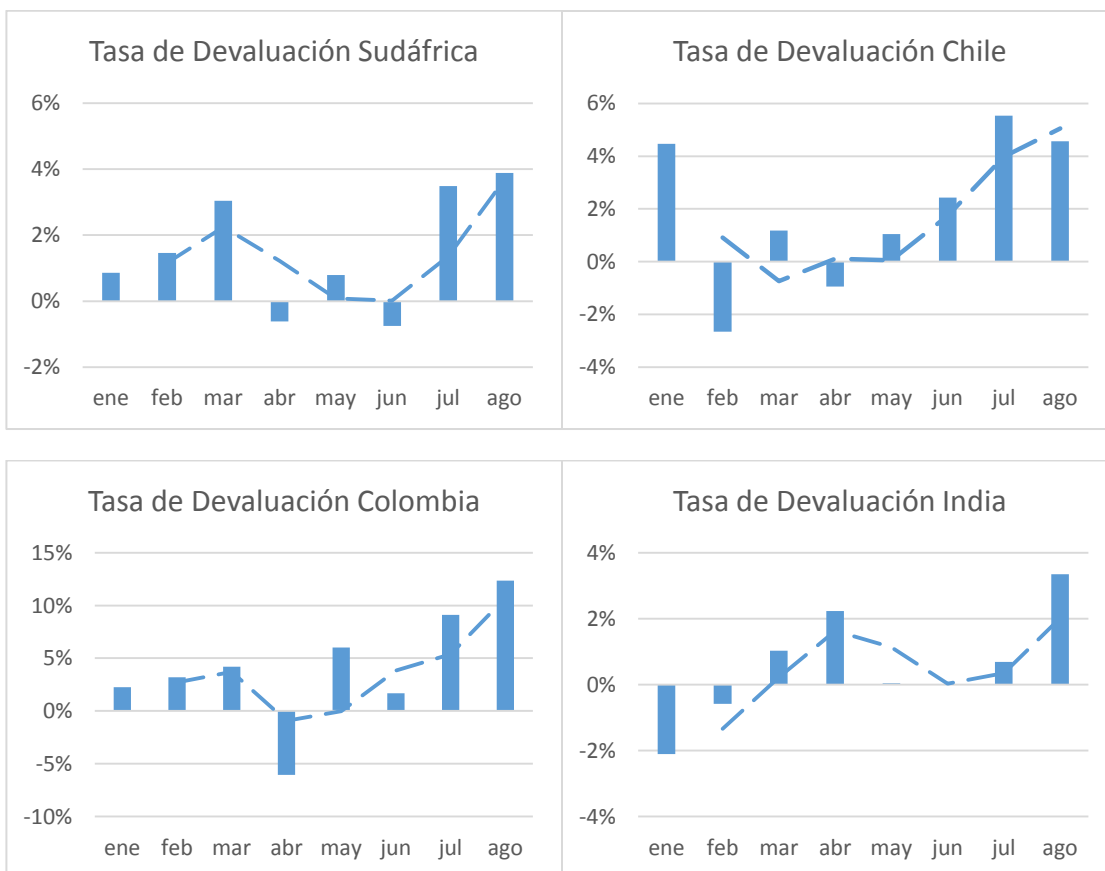 Tasa de Devaluación Sudáfrica
6%
4%
2%
0%
-2%
ene feb mar abr may jun jul ago
Tasa de Devaluación Chile
6%
4%
2%
0%
-2%
-4%
ene feb mar abr may jun jul ago
Tasa de Devaluación Colombia
15%
10%
5%
0%
-5%
-10%
ene feb mar abr may jun jul ago
Tasa de Devaluación India
4%
2%
0%
-2%
-4%
ene feb mar abr may jun jul ago